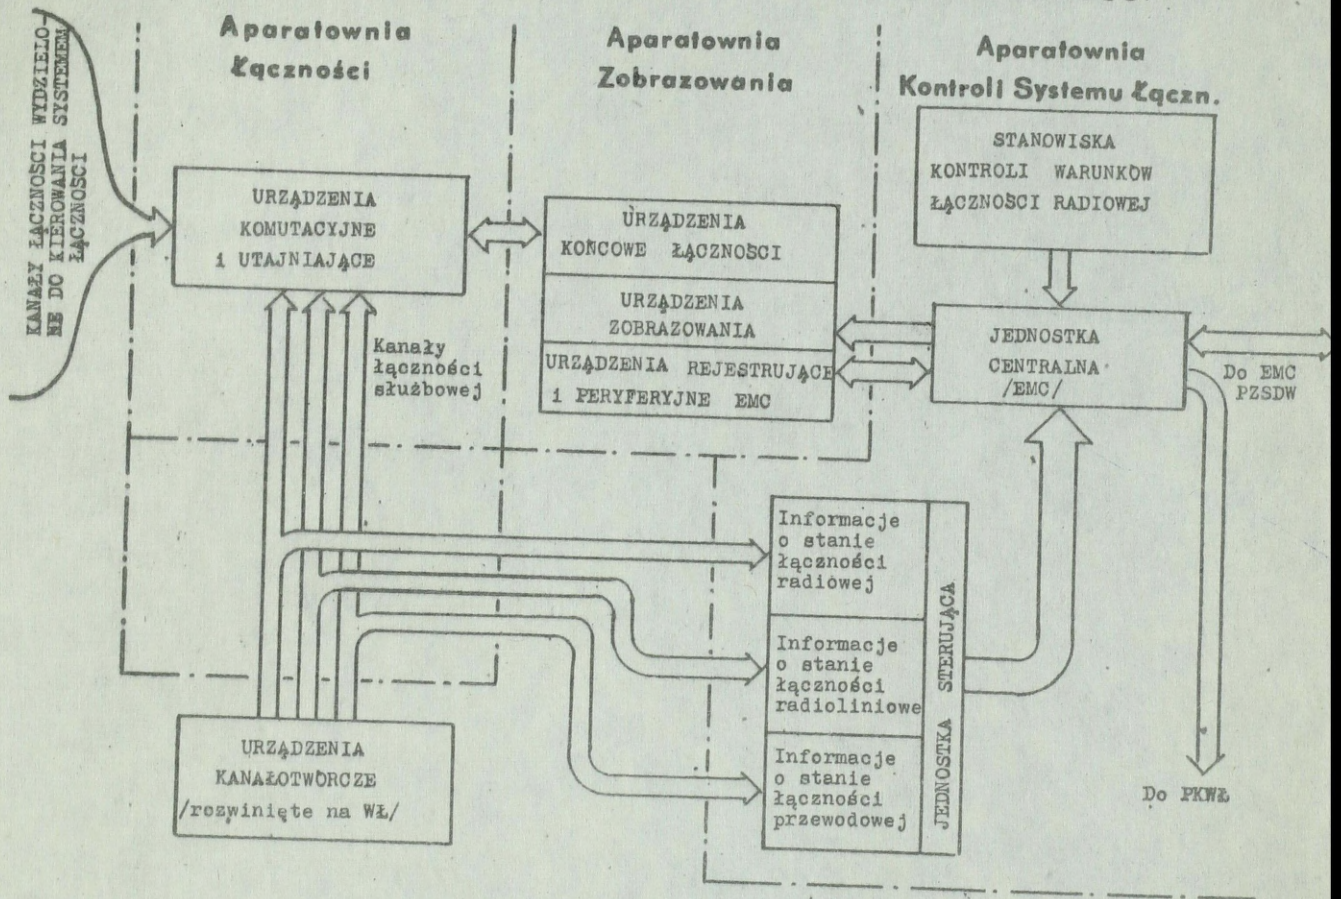 Aparatownia
Łączności
Aparatownia
Zobrazowania
Aparatownia
Kontroli Systemu Łączn.
KANAŁY ŁĄCZNOŚCI WYDZIELO-
NE DO KIEROWANIA SYSTEMEM
ŁĄCZNOŚCI
URZĄDZENIA
KOMUTACYJNE
i UTAJNIAJĄCE
URZĄDZENIA
KOŃCOWE ŁĄCZNOŚCI
URZĄDZENIA
ZOBRAZOWANIA
URZĄDZENIA REJESTRUJĄCE
i PERYFERYJNE EMC
STANOWISKA
KONTROLI WARUNKÓW
ŁĄCZNOŚCI RADIOWEJ
JEDNOSTKA
CENTRALNA
/EMC/
Do EMC
PZSDW
Kanały
łączności
służbowej
Informacje
o stanie
łączności
radiowej
Informacje
o stanie
łączności
radioliniowe
Informacje
o stanie
łączności
przewodowej
JEDNOSTKA STERUJĄCA
URZĄDZENIA
KANAŁOTWÓRCZE
/rozwinięte na WŁ/
Do PKWŁ